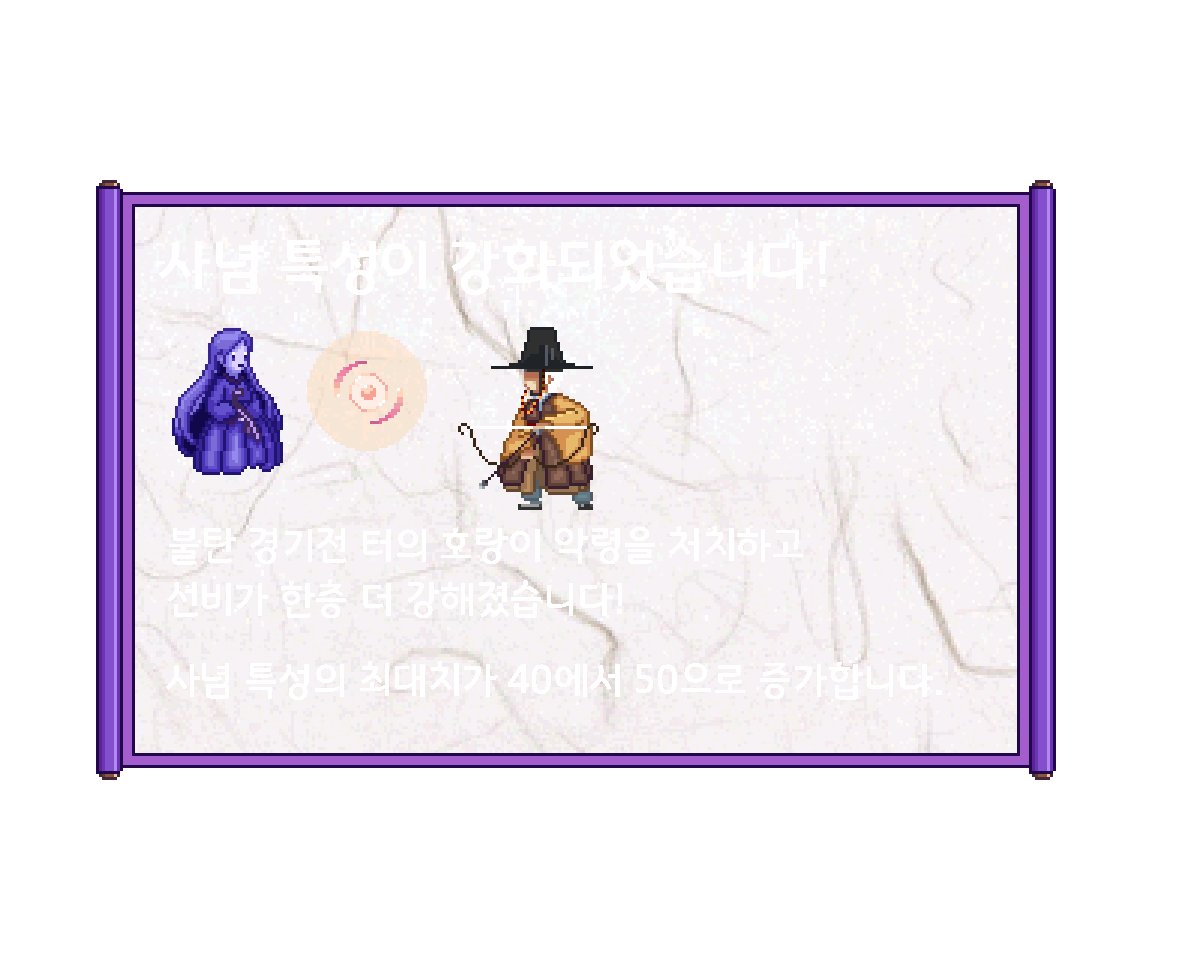 사념 특성이 강화되었습니다!
불탄 경기전 터의 호랑이 악령을 처치하고
선비가 한층 더 강해졌습니다!
사념 특성의 최대치가 40에서 50으로 증가합니다.